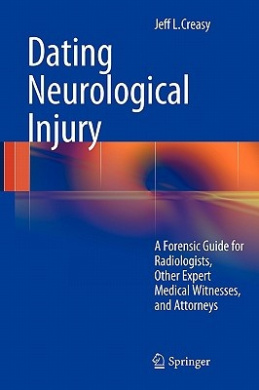 Jeff L.Creasy
Dating
Neurological
Injury
A Forensic Guide for
Radiologists,
Other Expert
Medical Witnesses,
and Attorneys
Springer